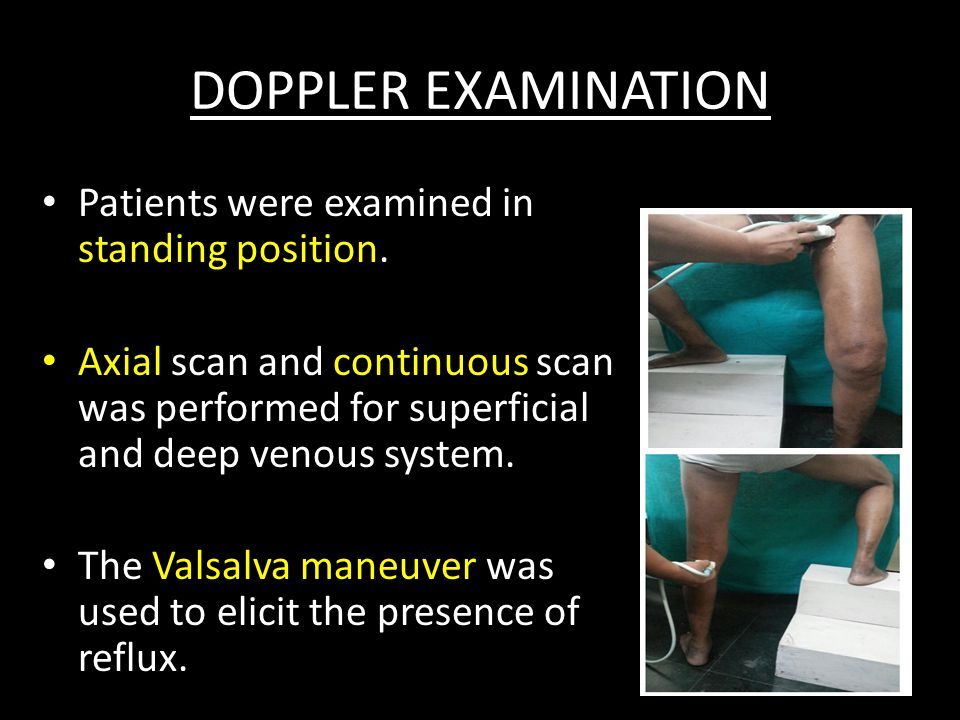 DOPPLER EXAMINATION
• Patients were examined in
standing position.
• Axial scan and continuous scan
was performed for superficial
and deep venous system.
• The Valsalva maneuver was
used to elicit the presence of
reflux.